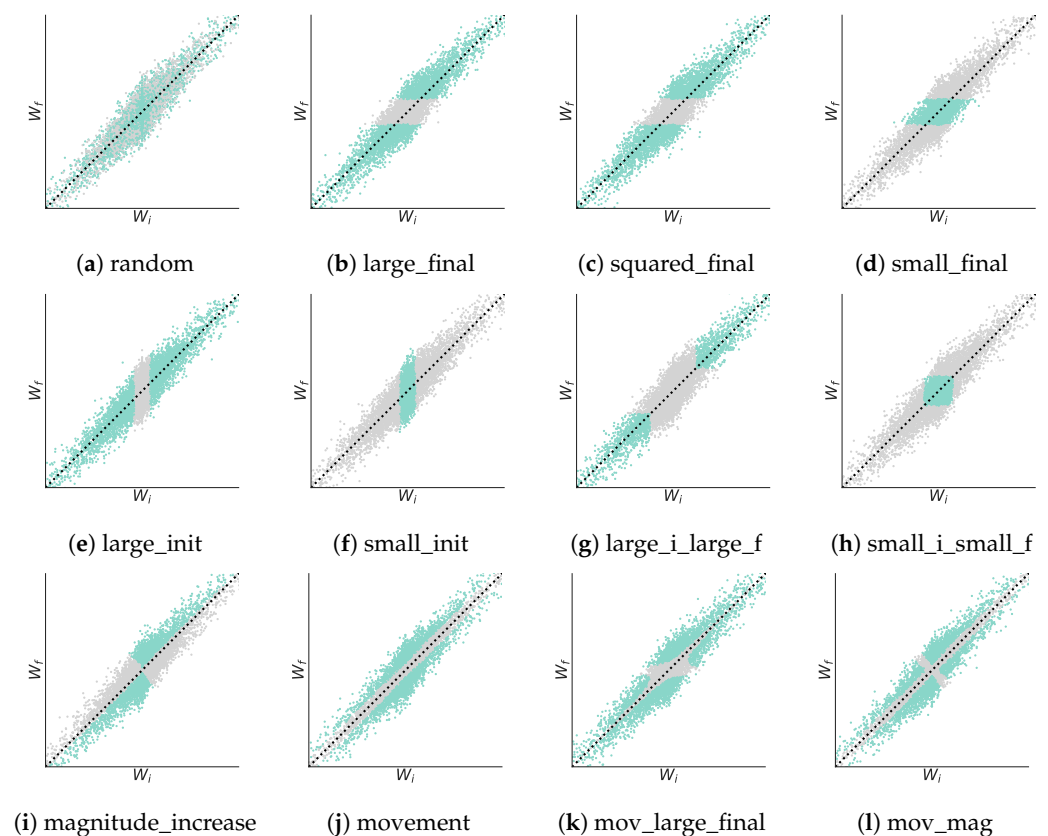 W_f W_f W_f W_f
W_i W_i W_i W_i
(a) random (b) large_final (c) squared_final (d) small_final
W_f W_f W_f W_f
W_i W_i W_i W_i
(e) large_init (f) small_init (g) large_i_large_f (h) small_i_small_f
W_f W_f W_f W_f
W_i W_i W_i W_i
(i) magnitude_increase (j) movement (k) mov_large_final (l) mov_mag